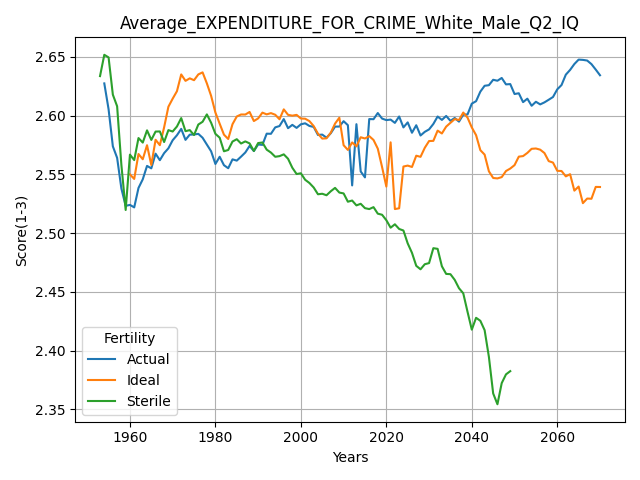 Average_EXPENDITURE_FOR_CRIME_White_Male_Q2_IQ
Score(1-3)
2.65
2.60
2.55
2.50
2.45
2.40
2.35
Fertility
Actual
Ideal
Sterile
1960
1980
2000
2020
2040
2060
Years